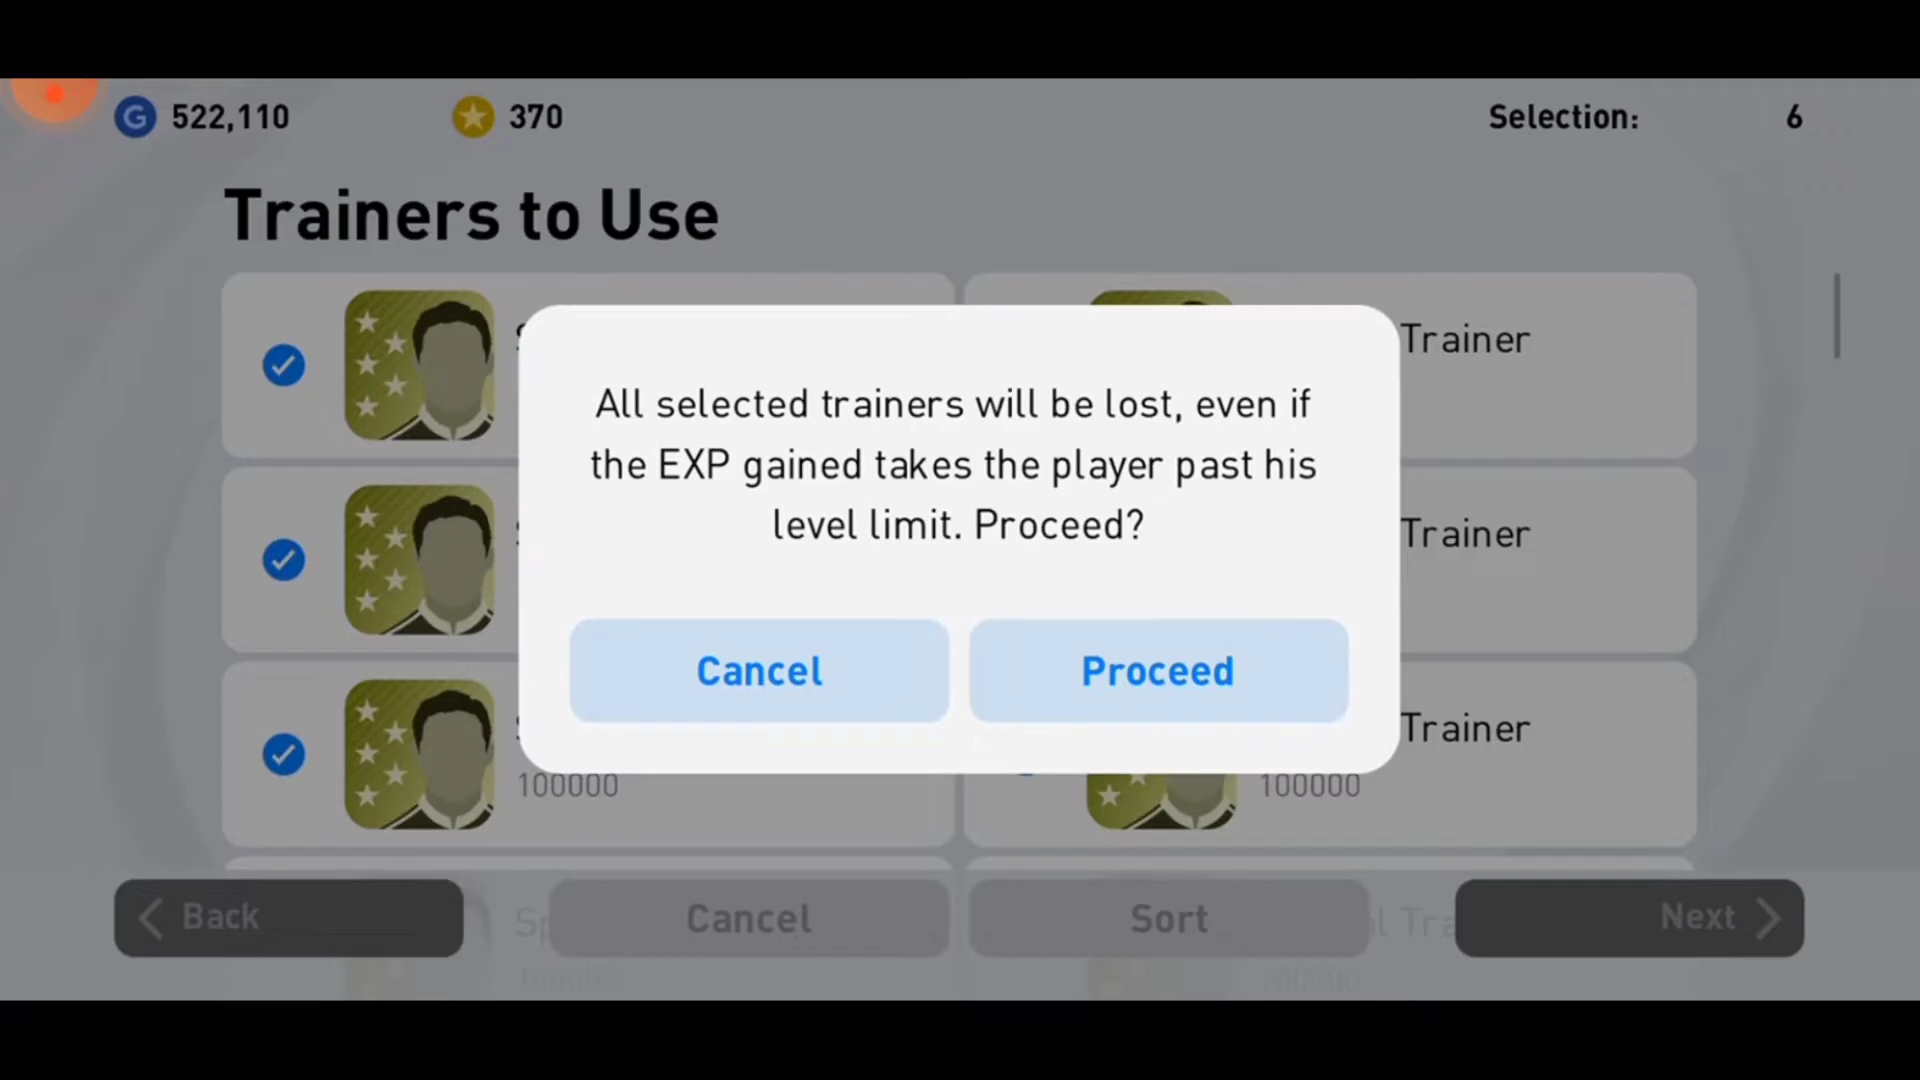 G 522,110 370 Selection: 6
Trainers to Use
Trainer
Trainer
Trainer
100000 100000
All selected trainers will be lost, even if
the EXP gained takes the player past his
level limit. Proceed?
Cancel Proceed
Back Cancel Sort Next